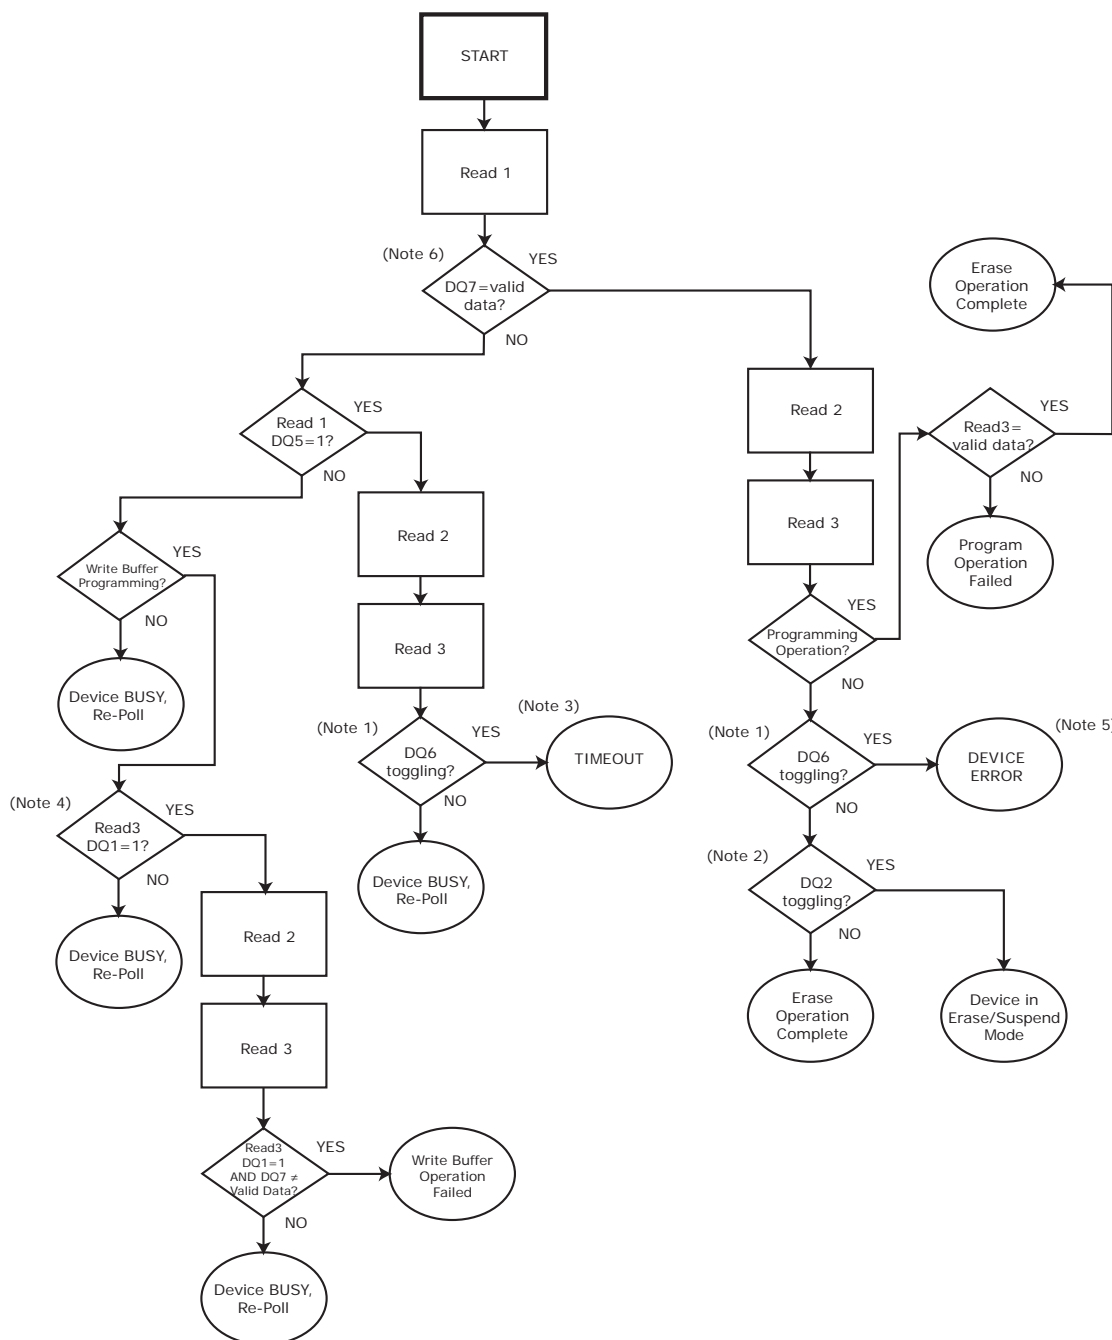 START
Read 1
(Note 6)
YES
DQ7=valid
data?
NO
Erase
Operation
Complete
Read 1
DQ5=1?
YES
NO
Read 2
Read3=
valid data?
YES
NO
Read 2
Read 3
Program
Operation
Failed
Write Buffer
Programming?
YES
NO
Device BUSY,
Re-Poll
Read 3
Programming
Operation?
YES
NO
(Note 1)
DQ6
toggling?
YES
NO
(Note 3)
TIMEOUT
(Note 1)
DQ6
toggling?
YES
NO
DEVICE
ERROR
(Note 5)
(Note 4)
Read3
DQ1=1?
YES
NO
Device BUSY,
Re-Poll
(Note 2)
DQ2
toggling?
YES
NO
Device BUSY,
Re-Poll
Read 2
Read 3
Erase
Operation
Complete
Device in
Erase/Suspend
Mode
Read3
DQ1=1
AND DQ7 ≠
Valid Data?
YES
NO
Write Buffer
Operation
Failed
Device BUSY,
Re-Poll